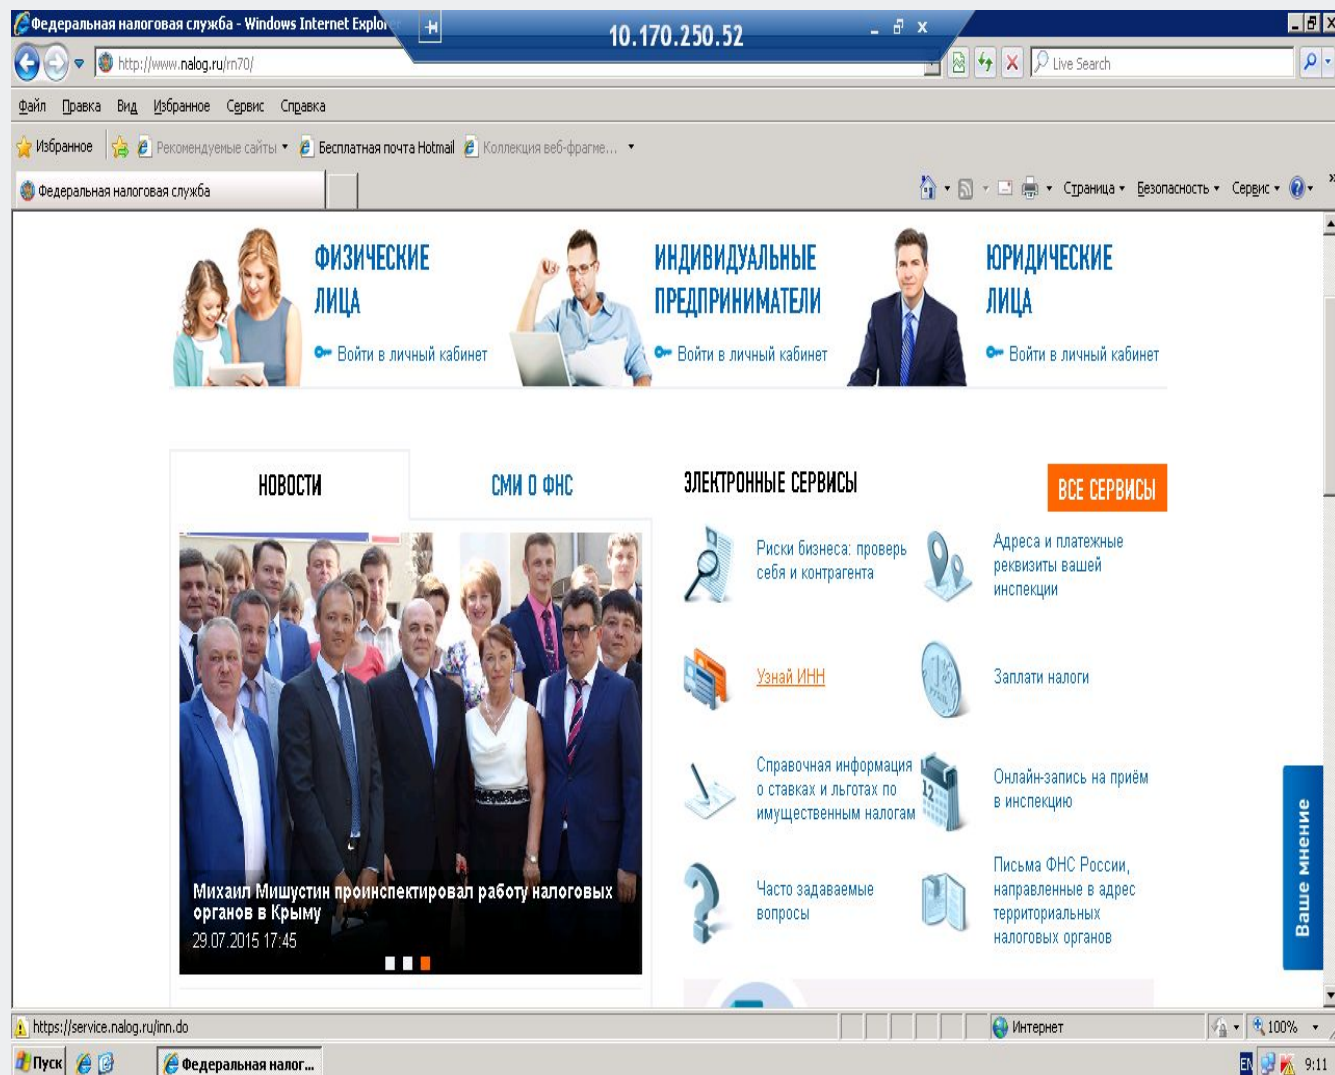 Федеральная налоговая служба - Windows Internet Explo
10.170.250.52
http://www.nalog.ru/rn70/
Live Search
Файл Правка Вид Избранное Сервис Справка
Избранное Рекомендуемые сайты Бесплатная почта Hotmail Коллекция веб-фрагме...
Федеральная налоговая служба
Страница Безопасность Сервис
ФИЗИЧЕСКИЕ
ЛИЦА
Войти в личный кабинет
ИНДИВИДУАЛЬНЫЕ
ПРЕДПРИНИМАТЕЛИ
Войти в личный кабинет
ЮРИДИЧЕСКИЕ
ЛИЦА
Войти в личный кабинет
НОВОСТИ
СМИ О ФНС
Михаил Мишустин проинспектировал работу налоговых
органов в Крыму
29.07.2015 17:45
ЭЛЕКТРОННЫЕ СЕРВИСЫ
ВСЕ СЕРВИСЫ
Риски бизнеса: проверь
себя и контрагента
Адреса и платежные
реквизиты вашей
инспекции
Узнай ИНН
Заплати налоги
Справочная информация
о ставках и льготах по
имущественным налогам
12
Онлайн-запись на приём
в инспекцию
Часто задаваемые
вопросы
Письма ФНС России,
направленные в адрес
территориальных
налоговых органов
Ваше мнение
https://service.nalog.ru/inn.do
Интернет
100%
Пуск
Федеральная налог...
EN
9:11